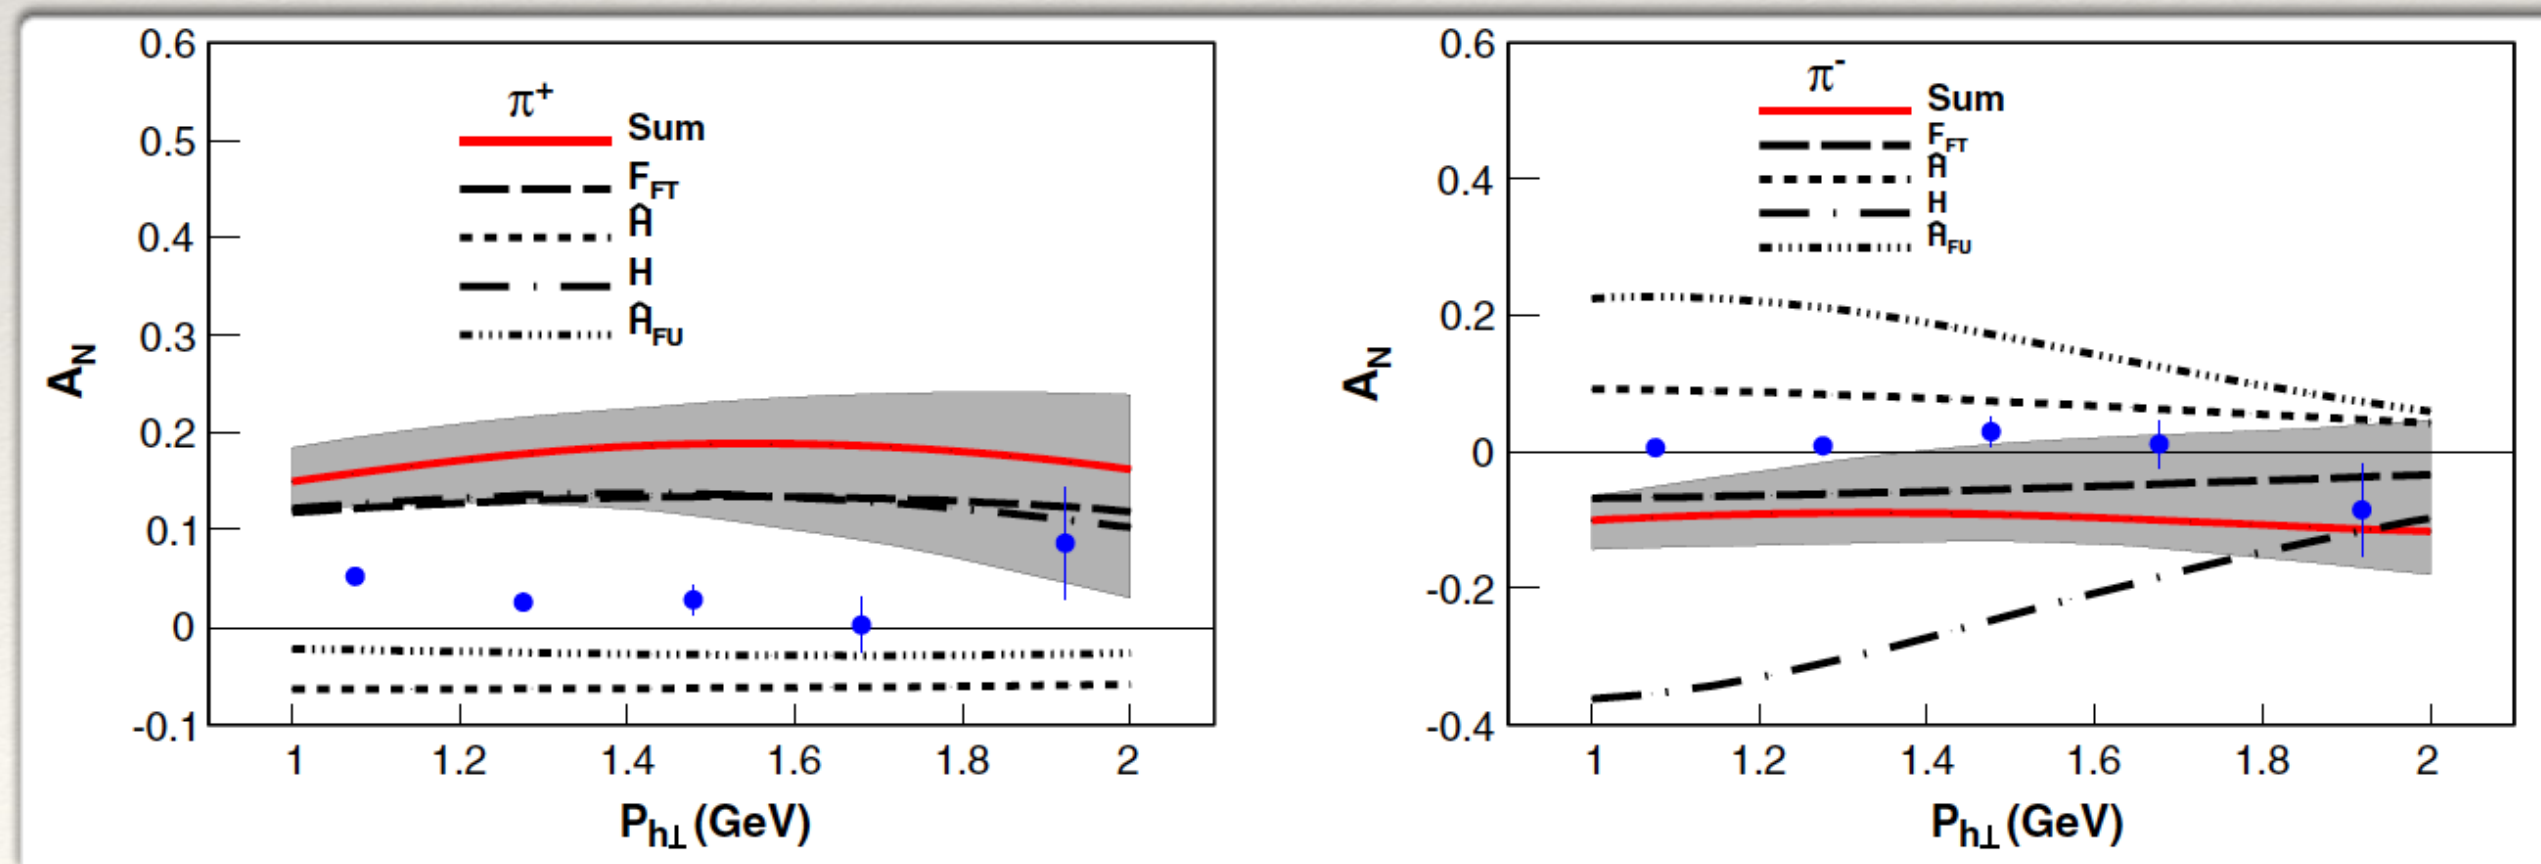 π⁺
Sum
F_FT
Ĥ
H
Ĥ_FU
A_N
0.6
0.5
0.4
0.3
0.2
0.1
0
-0.1
1 1.2 1.4 1.6 1.8 2
P_h⊥ (GeV)
π⁻
Sum
F_FT
Ĥ
H
Ĥ_FU
A_N
0.6
0.4
0.2
0
-0.2
-0.4
1 1.2 1.4 1.6 1.8 2
P_h⊥ (GeV)